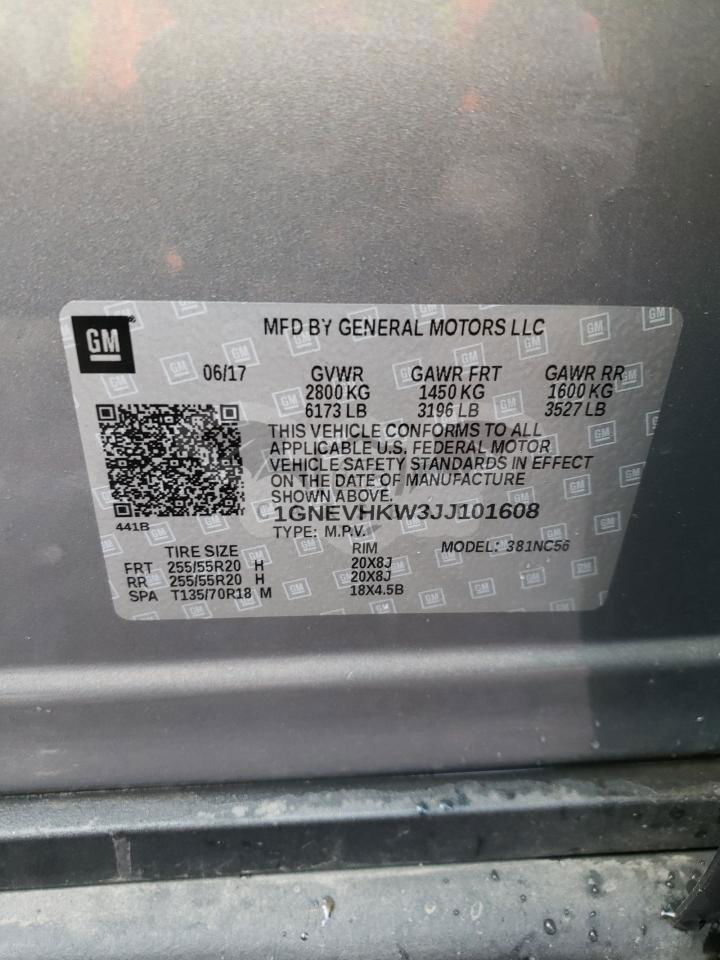 GM
MFD BY GENERAL MOTORS LLC
06/17 GVWR GAWR FRT GAWR RR
2800 KG 1450 KG 1600 KG
6173 LB 3196 LB 3527 LB
THIS VEHICLE CONFORMS TO ALL
APPLICABLE U.S. FEDERAL MOTOR
VEHICLE SAFETY STANDARDS IN EFFECT
ON THE DATE OF MANUFACTURE
SHOWN ABOVE.
1GNEVHKW3JJ101608
441B
TYPE: M.P.V.
TIRE SIZE RIM MODEL: 381NC56
FRT 255/55R20 H 20X8J
RR 255/55R20 H 20X8J
SPA T135/70R18 M 18X4.5B